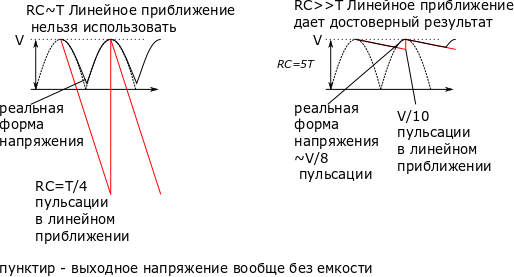 RC~T Линейное приближение
нельзя использовать
V
реальная
форма
напряжения
RC=T/4
пульсации
в линейном
приближении
RC>>T Линейное приближение
дает достоверный результат
V
RC=5T
реальная
форма
напряжения
~V/8
пульсации
V/10
пульсации
в линейном
приближении
пунктир - выходное напряжение вообще без емкости